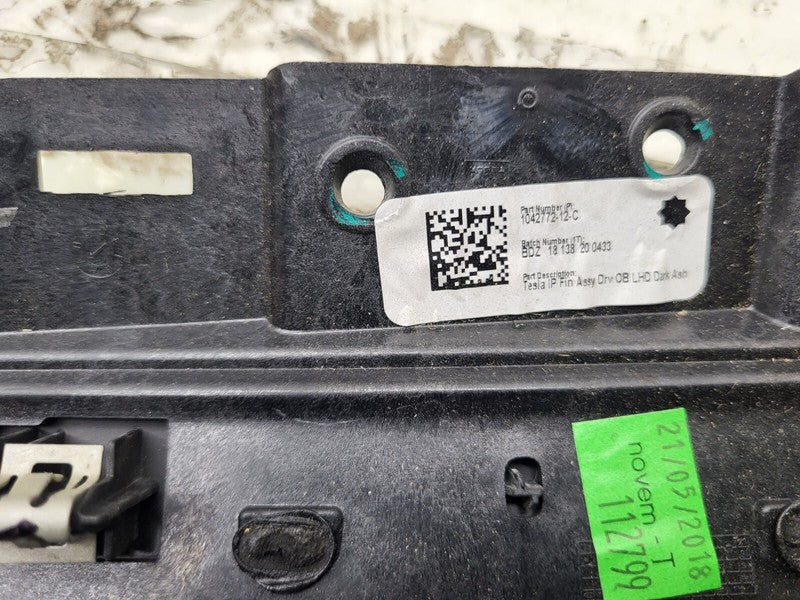 Part Number (P):
1042772-12-C
Batch Number (1T):
BDZ 18 138 20 0433
Part Description:
Tesla IP Fin Assy Drv OB LHD Dark Ash
21/05/2018
novem - T
112799